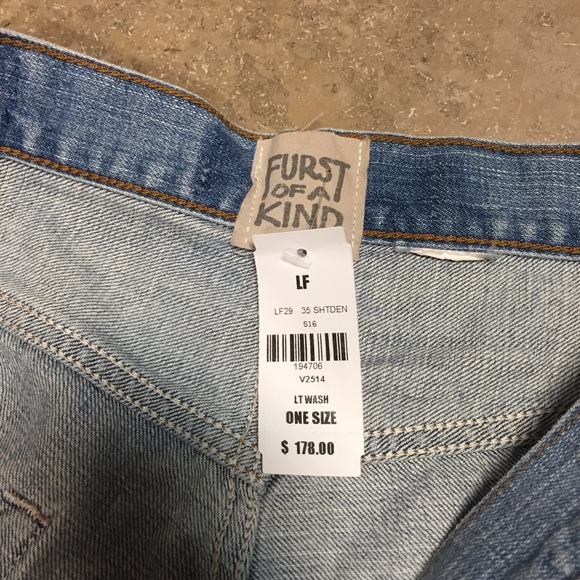 FURST
OF A
KIND
LF
LF29 35 SHTDEN
S16
194706
V2514
LT WASH
ONE SIZE
$ 178.00